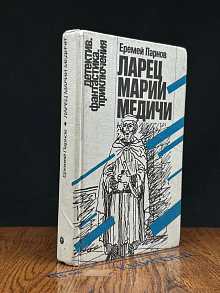 Еремей Парнов
ЛАРЕЦ
МАРИИ
МЕДИЧИ
детектив.
фантастика.
приключения
Еремей Парнов • ЛАРЕЦ МАРИИ МЕДИЧИ